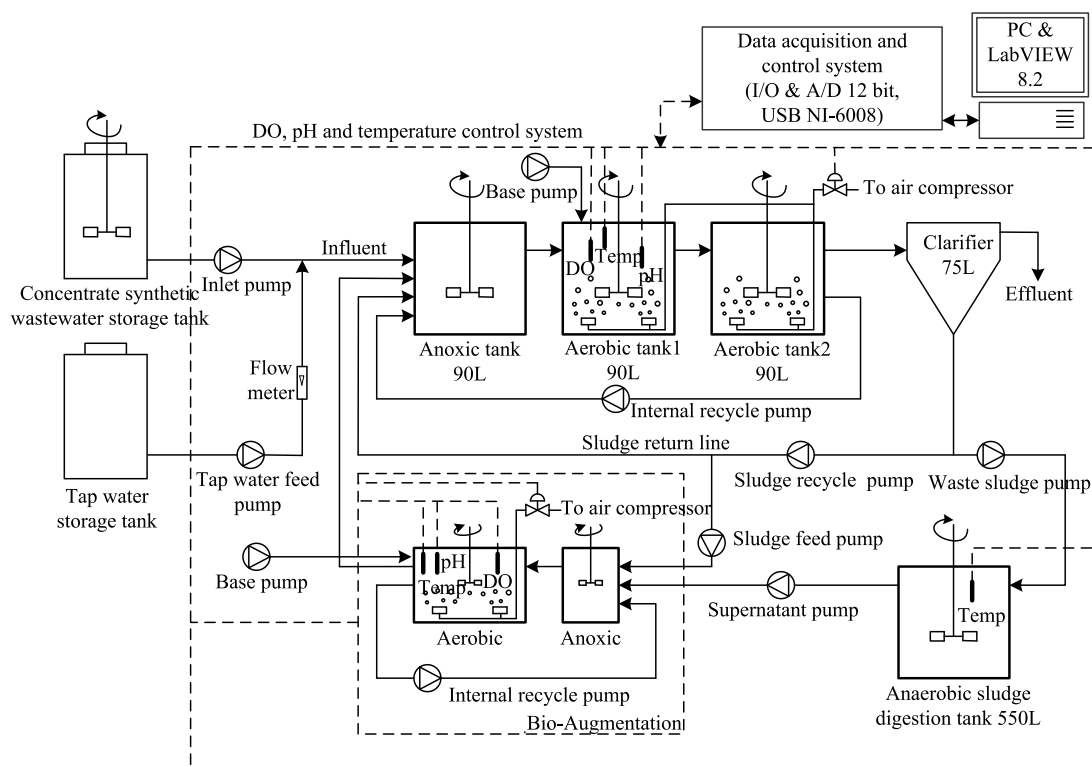 Data acquisition and
control system
(I/O & A/D 12 bit,
USB NI-6008)
PC &
LabVIEW
8.2
DO, pH and temperature control system
Base pump
To air compressor
Influent
Inlet pump
DO
Temp
pH
Clarifier
75L
Effluent
Concentrate synthetic
wastewater storage tank
Anoxic tank
90L
Aerobic tank1
90L
Aerobic tank2
90L
Flow
meter
Internal recycle pump
Sludge return line
Tap water feed
pump
Sludge recycle pump
Waste sludge pump
Tap water
storage tank
To air compressor
Sludge feed pump
Base pump
pH
Temp
DO
Supernatant pump
Temp
Aerobic
Anoxic
Internal recycle pump
Anaerobic sludge
digestion tank 550L
Bio-Augmentation